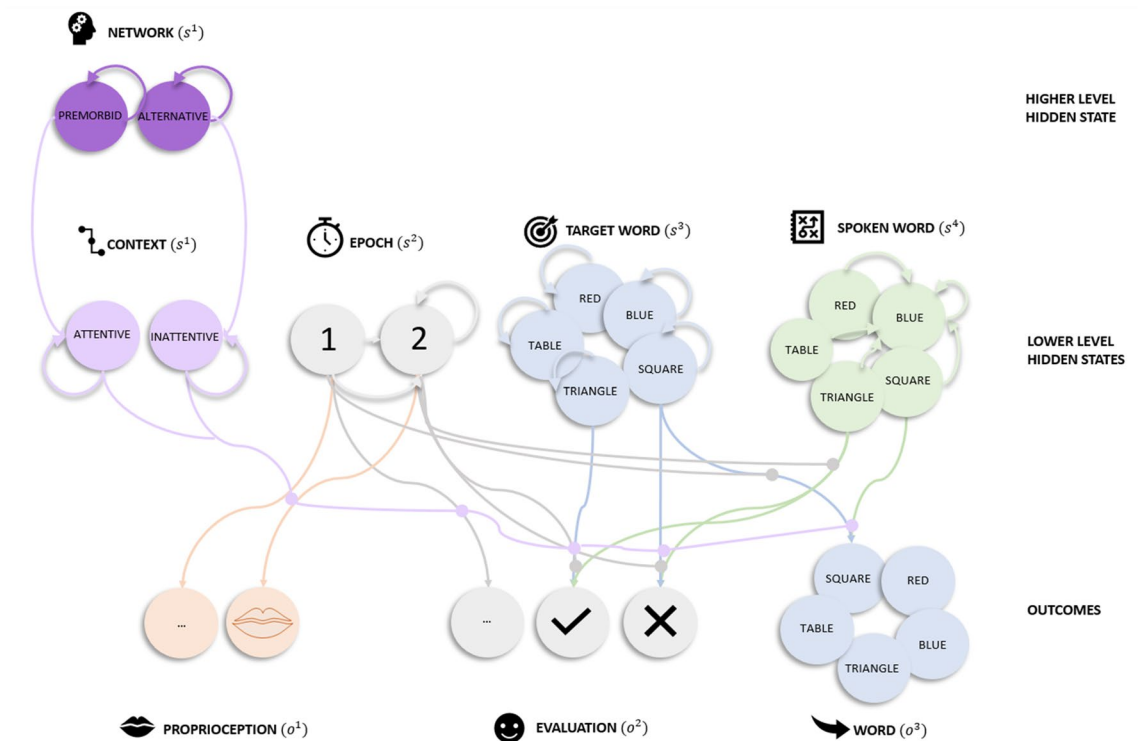 NETWORK (s¹)
PREMORBID
ALTERNATIVE
HIGHER LEVEL
HIDDEN STATE
CONTEXT (s¹)
EPOCH (s²)
TARGET WORD (s³)
SPOKEN WORD (s⁴)
ATTENTIVE
INATTENTIVE
1
2
RED
BLUE
TABLE
SQUARE
TRIANGLE
RED
BLUE
TABLE
SQUARE
TRIANGLE
LOWER LEVEL
HIDDEN STATES
...
...
SQUARE
RED
TABLE
BLUE
TRIANGLE
OUTCOMES
PROPRIOCEPTION (o¹)
EVALUATION (o²)
WORD (o³)